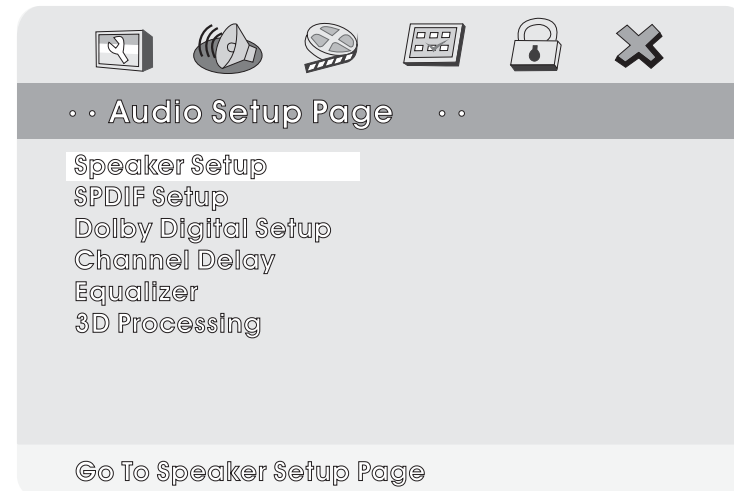 ·· Audio Setup Page ··
Speaker Setup
SPDIF Setup
Dolby Digital Setup
Channel Delay
Equalizer
3D Processing
Go To Speaker Setup Page